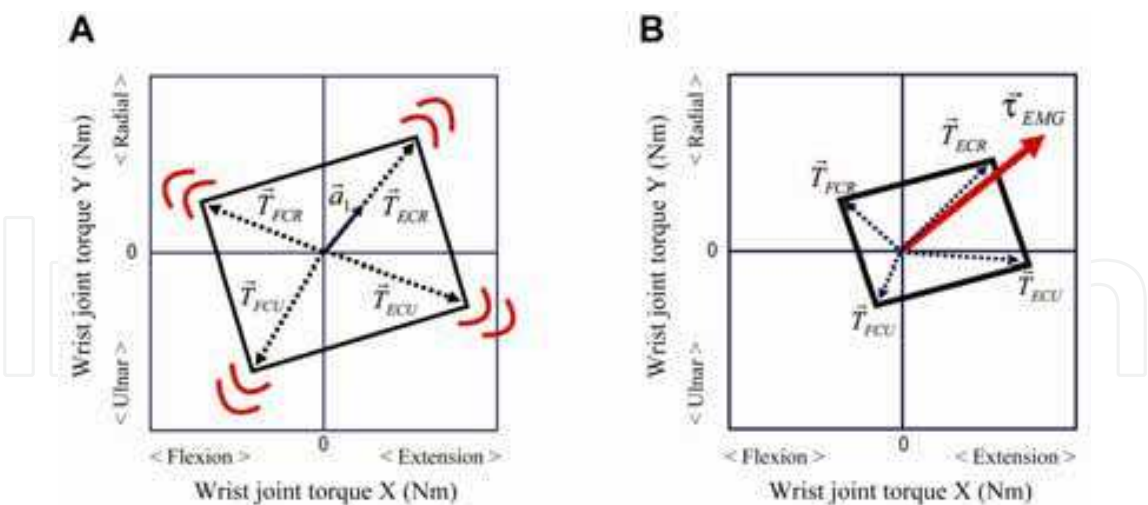 A
B
< Radial >
Wrist joint torque Y (Nm)
< Ulnar >
0
T⃗FCR
a⃗1
T⃗ECR
T⃗FCU
T⃗ECU
0
< Flexion >
< Extension >
Wrist joint torque X (Nm)
< Radial >
Wrist joint torque Y (Nm)
< Ulnar >
0
τ⃗EMG
T⃗ECR
T⃗FCR
T⃗ECU
T⃗FCU
0
< Flexion >
< Extension >
Wrist joint torque X (Nm)